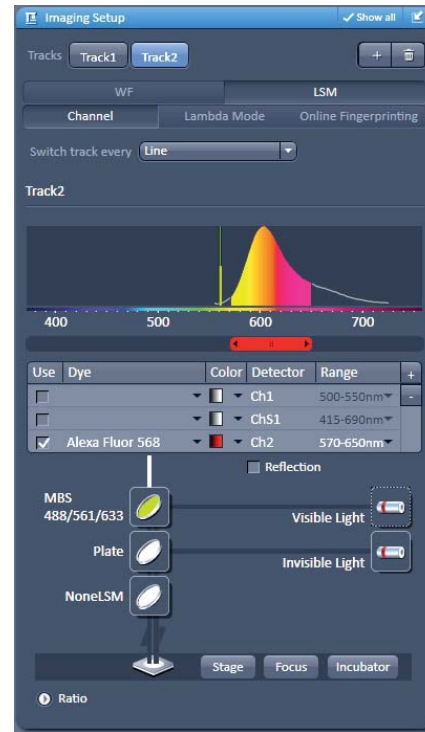 Imaging Setup Show all
Tracks Track1 Track2 +
WF LSM
Channel Lambda Mode Online Fingerprinting
Switch track every Line
Track2
400 500 600 700
Use Dye Color Detector Range +
Ch1 500-550nm -
ChS1 415-690nm
Alexa Fluor 568 Ch2 570-650nm
Reflection
MBS
488/561/633
Visible Light
Plate
Invisible Light
NoneLSM
Stage Focus Incubator
Ratio